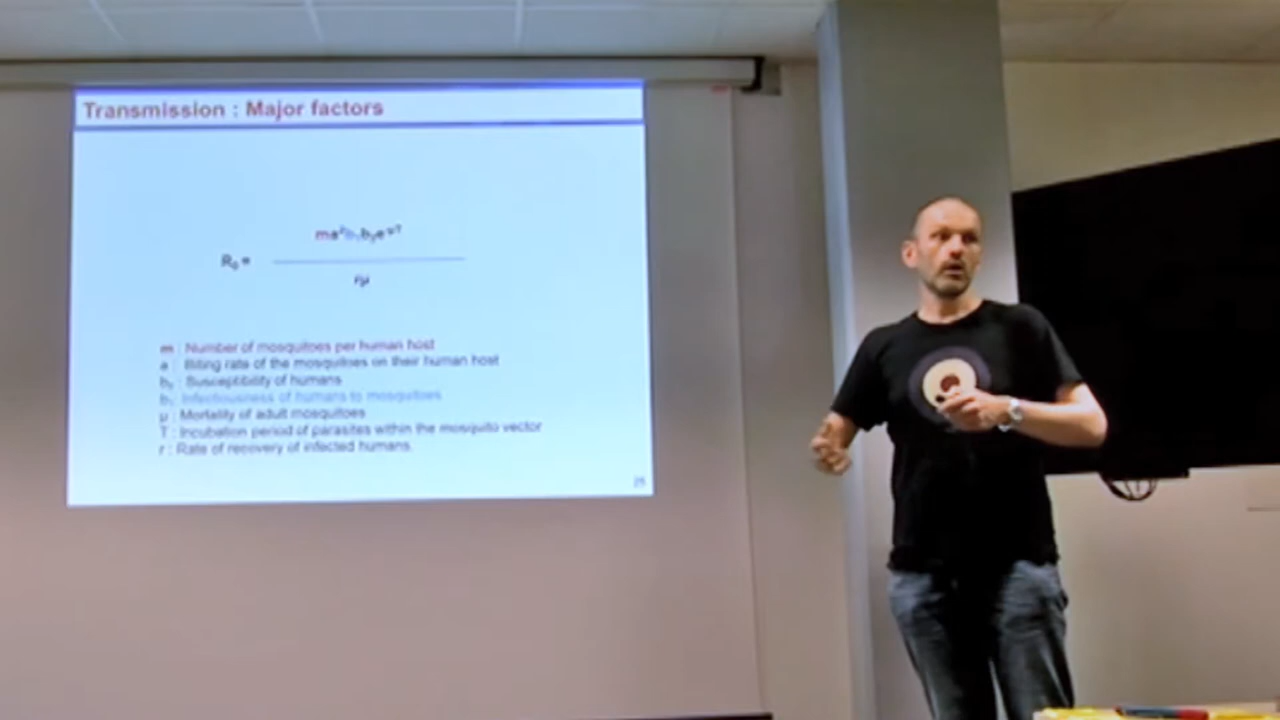 Transmission : Major factors
R₀ =
rμ
m : Number of mosquitoes per human host
a : Biting rate of the mosquitoes on their human host
: Susceptibility of humans
: Infectiousness of humans to mosquitoes
μ : Mortality of adult mosquitoes
T : Incubation period of parasites within the mosquito vector
r : Rate of recovery of infected humans